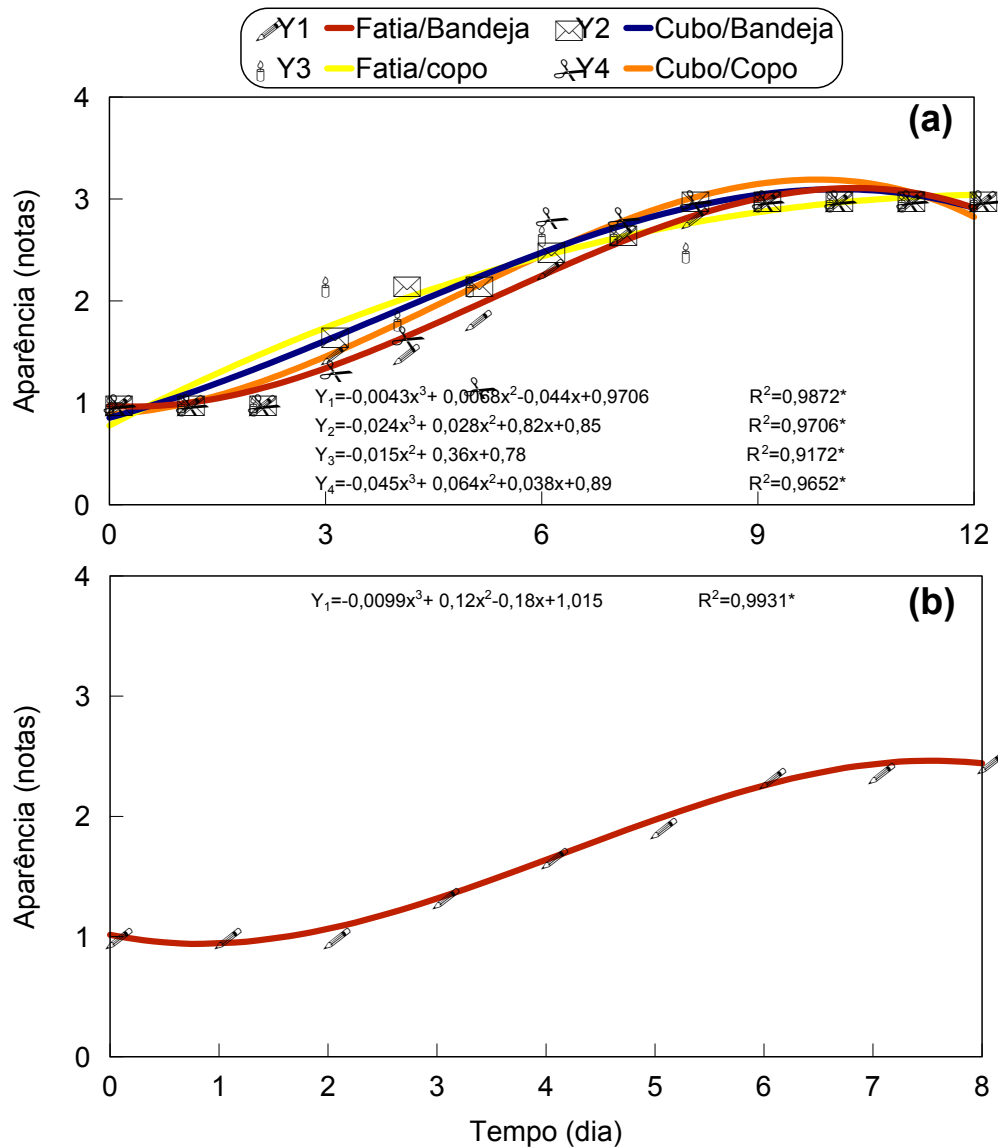 Y1 Fatia/Bandeja Y2 Cubo/Bandeja
Y3 Fatia/copo Y4 Cubo/Copo
(a)
Aparência (notas)
4
3
2
1
0
Y₁=-0,0043x³+ 0,0068x²-0,044x+0,9706 R²=0,9872*
Y₂=-0,024x³+ 0,028x²+0,82x+0,85 R²=0,9706*
Y₃=-0,015x²+ 0,36x+0,78 R²=0,9172*
Y₄=-0,045x³+ 0,064x²+0,038x+0,89 R²=0,9652*
0 3 6 9 12
(b)
Y₁=-0,0099x³+ 0,12x²-0,18x+1,015 R²=0,9931*
Aparência (notas)
4
3
2
1
0
0 1 2 3 4 5 6 7 8
Tempo (dia)